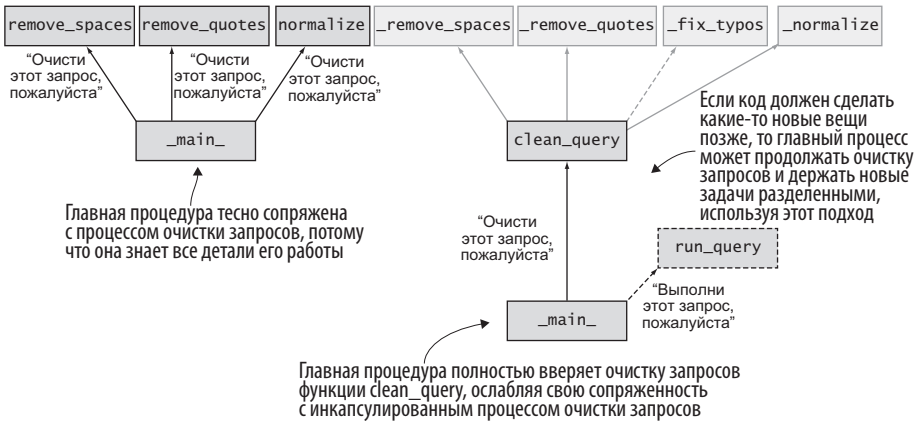 remove_spaces
remove_quotes
normalize
_remove_spaces
_remove_quotes
_fix_typos
_normalize
“Очисти
этот запрос,
пожалуйста”
“Очисти
этот запрос,
пожалуйста”
“Очисти
этот запрос,
пожалуйста”
_main_
Главная процедура тесно сопряжена
с процессом очистки запросов, потому
что она знает все детали его работы
clean_query
Если код должен сделать
какие-то новые вещи
позже, то главный процесс
может продолжать очистку
запросов и держать новые
задачи разделенными,
используя этот подход
“Очисти
этот запрос,
пожалуйста”
run_query
“Выполни
этот запрос,
пожалуйста”
_main_
Главная процедура полностью вверяет очистку запросов
функции clean_query, ослабляя свою сопряженность
с инкапсулированным процессом очистки запросов